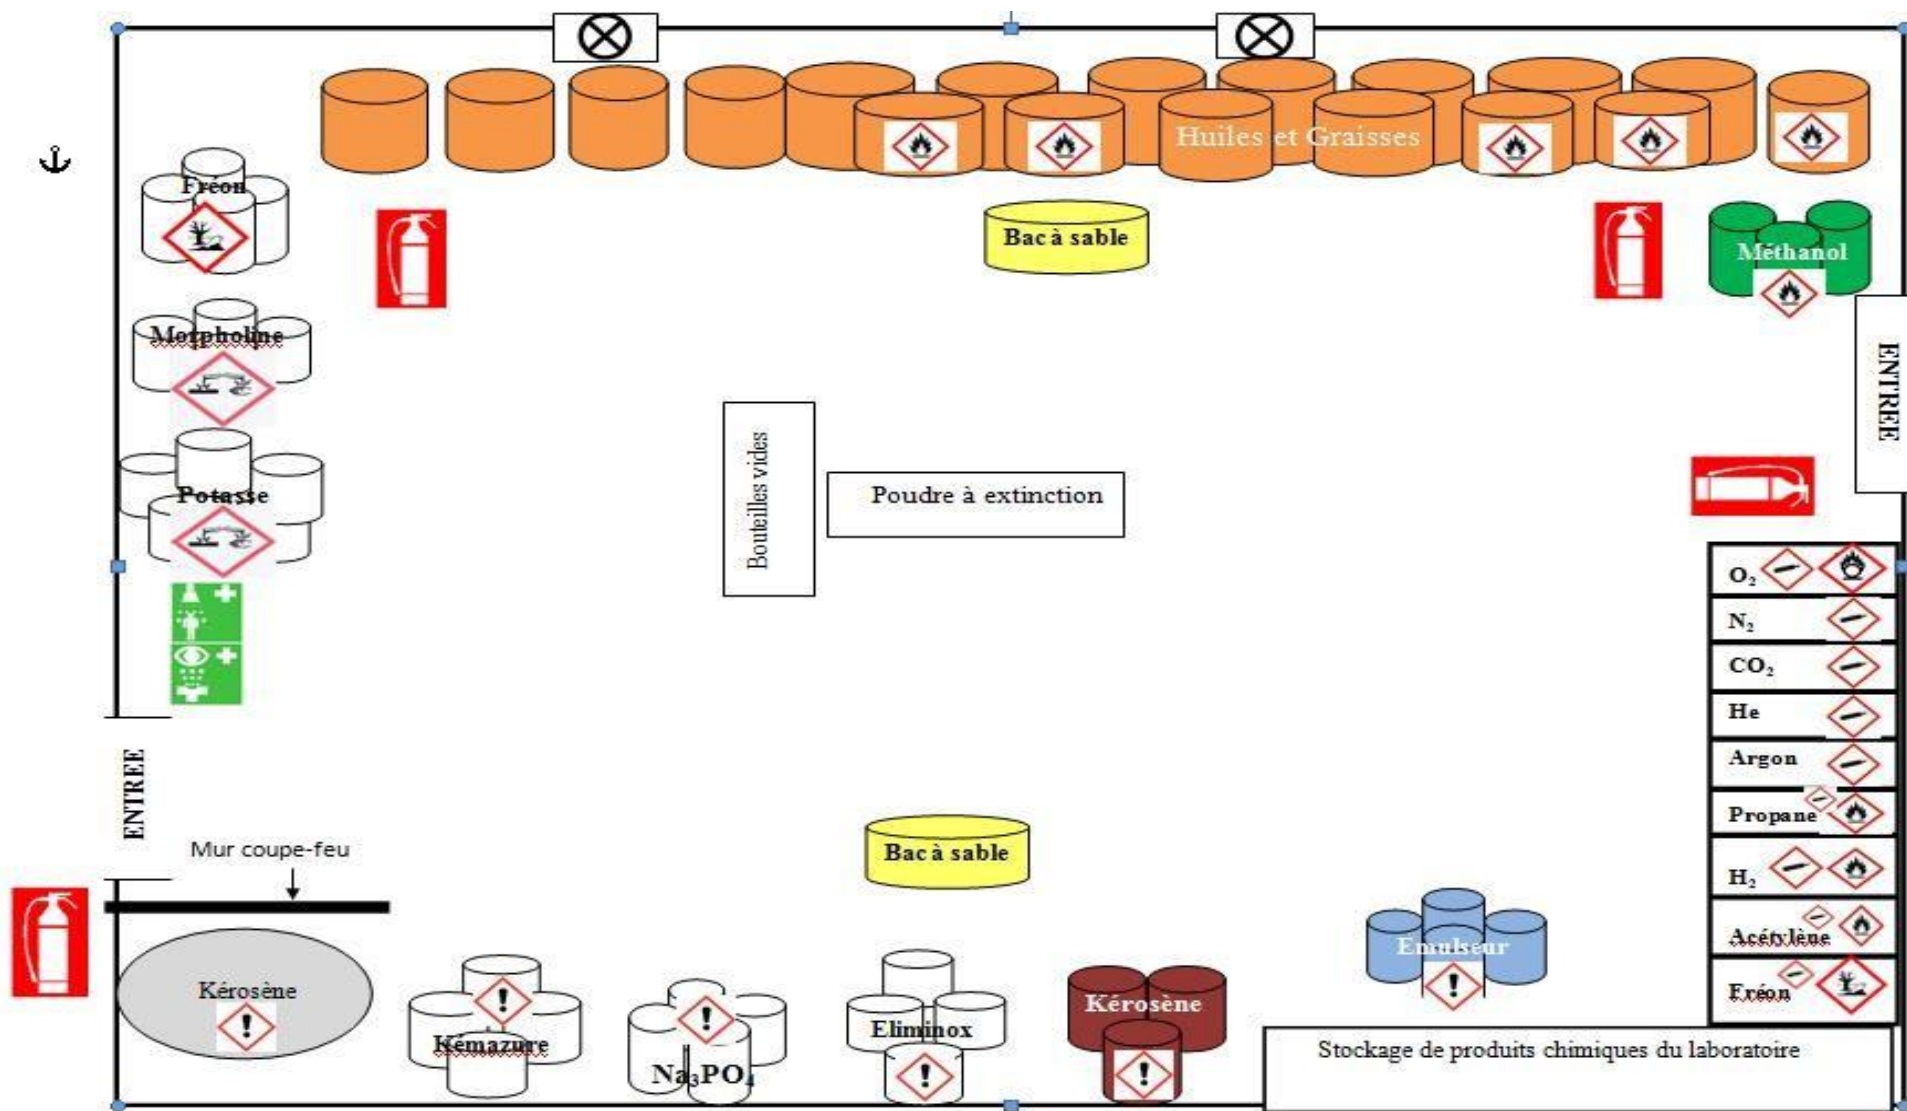 Huiles et Graisses
Fréon
Bac à sable
Méthanol
Morpholine
ENTREE
Bouteilles vides
Poudre à extinction
Potasse
O₂
N₂
CO₂
He
Argon
Propane
H₂
Acétylène
Fréon
ENTREE
Mur coupe-feu
Bac à sable
Kérosène
Kémazure
Na₃PO₄
Eliminox
Kérosène
Emulseur
Stockage de produits chimiques du laboratoire